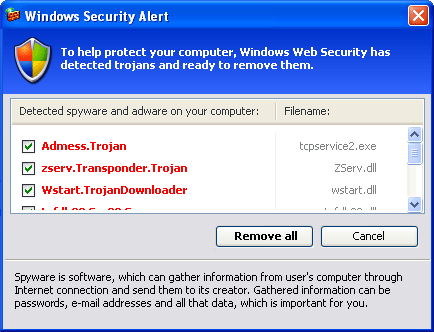 Windows Security Alert
To help protect your computer, Windows Web Security has
detected trojans and ready to remove them.
Detected spyware and adware on your computer: Filename:
Admess.Trojan tcpservice2.exe
zserv.Transponder.Trojan ZServ.dll
Wstart.TrojanDownloader wstart.dll
Remove all Cancel
Spyware is software, which can gather information from user's computer through
Internet connection and send them to its creator. Gathered information can be
passwords, e-mail addresses and all that data, which is important for you.